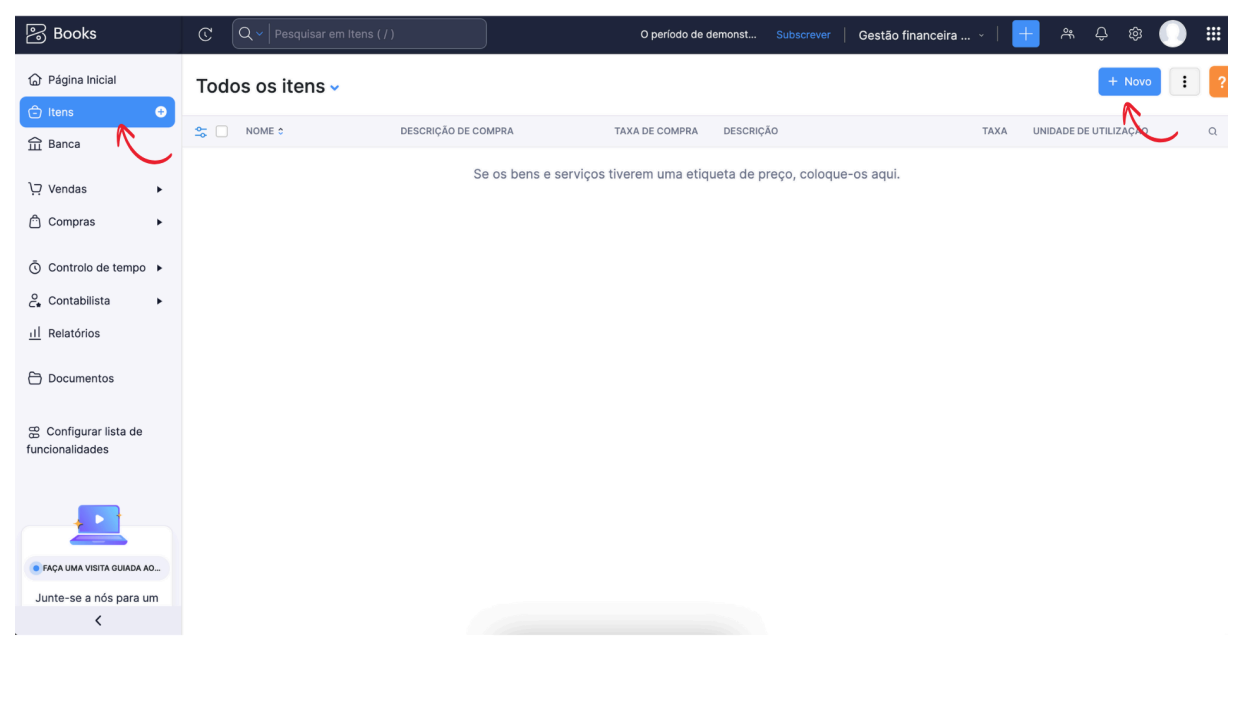 Books
Pesquisar em Itens ( / )
O período de demonst...
Subscrever
Gestão financeira ...
Página Inicial
Todos os itens
+ Novo
?
Itens
NOME
DESCRIÇÃO DE COMPRA
TAXA DE COMPRA
DESCRIÇÃO
TAXA
UNIDADE DE UTILIZAÇÃO
Banca
Se os bens e serviços tiverem uma etiqueta de preço, coloque-os aqui.
Vendas
Compras
Controlo de tempo
Contabilista
Relatórios
Documentos
Configurar lista de
funcionalidades
FAÇA UMA VISITA GUIADA AO...
Junte-se a nós para um